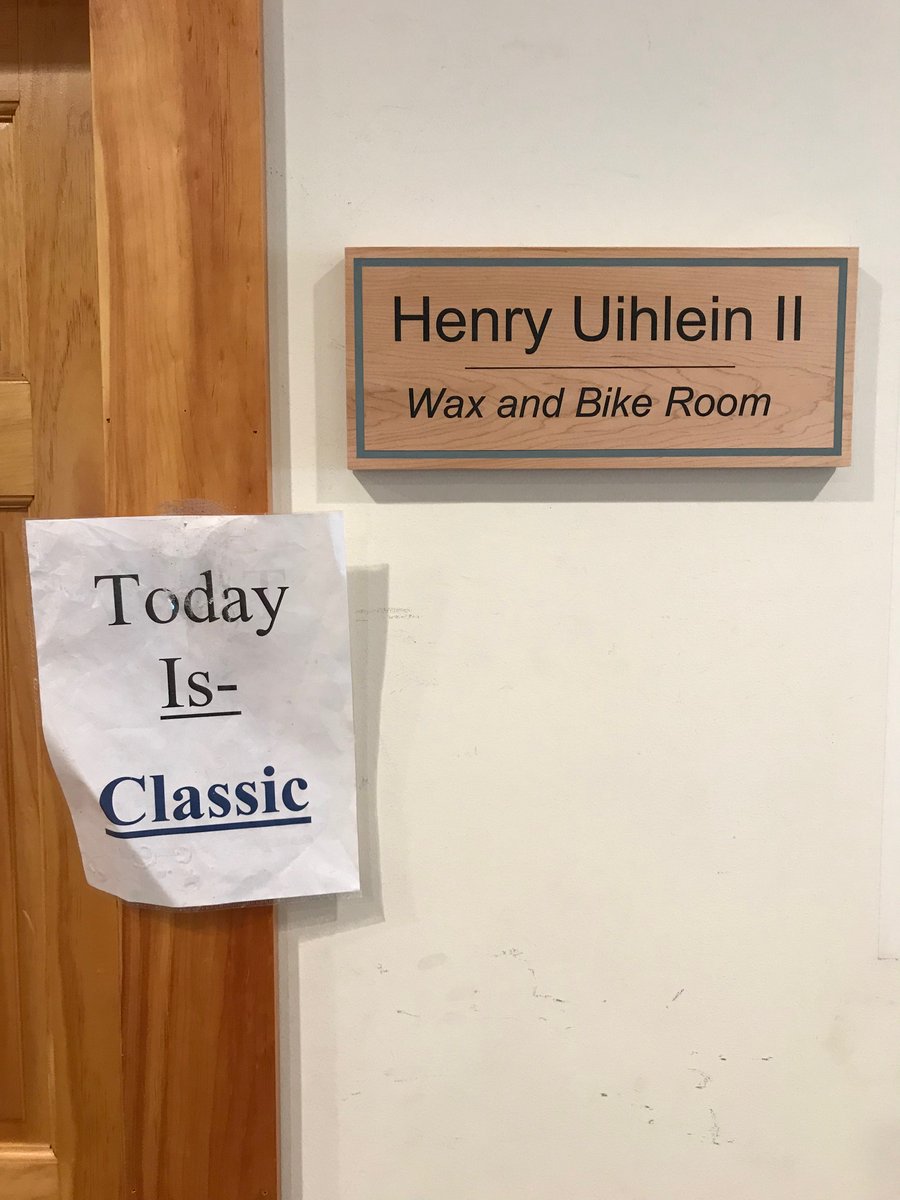 Henry Uihlein II
Wax and Bike Room
Today
Is-
Classic